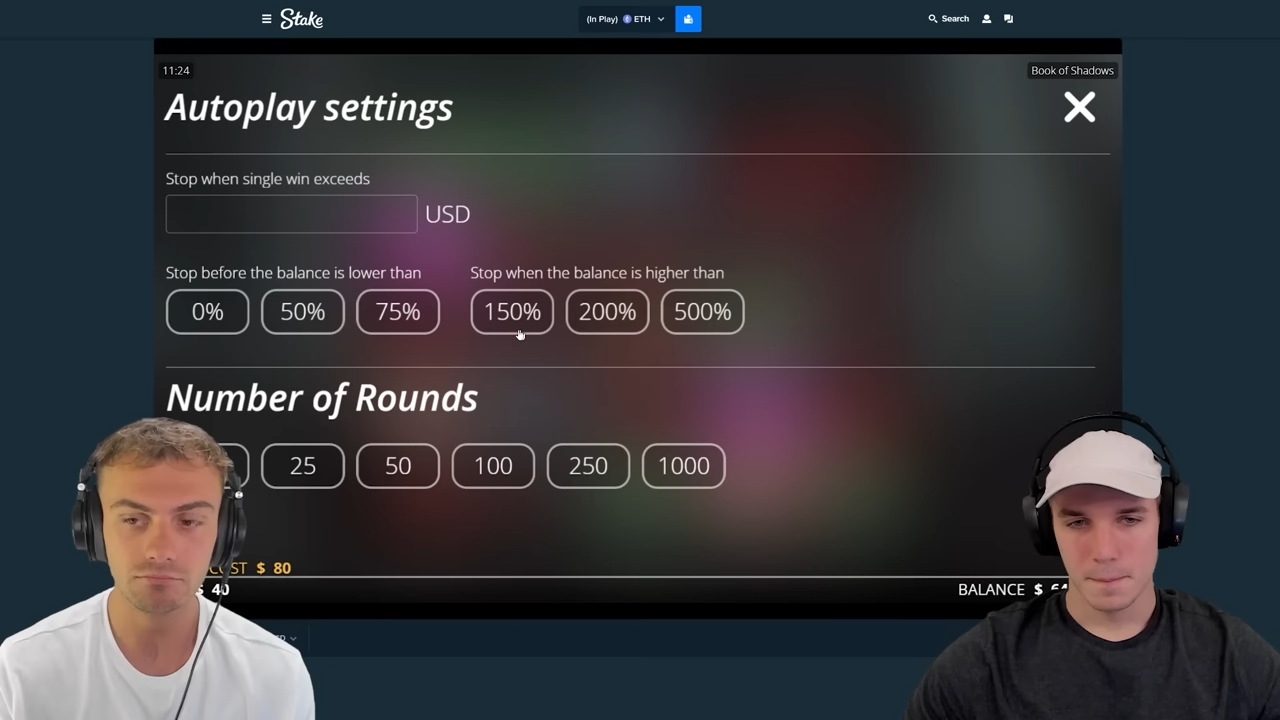 Stake
(In Play) ETH
Search
11:24
Book of Shadows
Autoplay settings
Stop when single win exceeds
USD
Stop before the balance is lower than
Stop when the balance is higher than
0% 50% 75% 150% 200% 500%
Number of Rounds
25 50 100 250 1000
$ 80
$ 40
BALANCE $